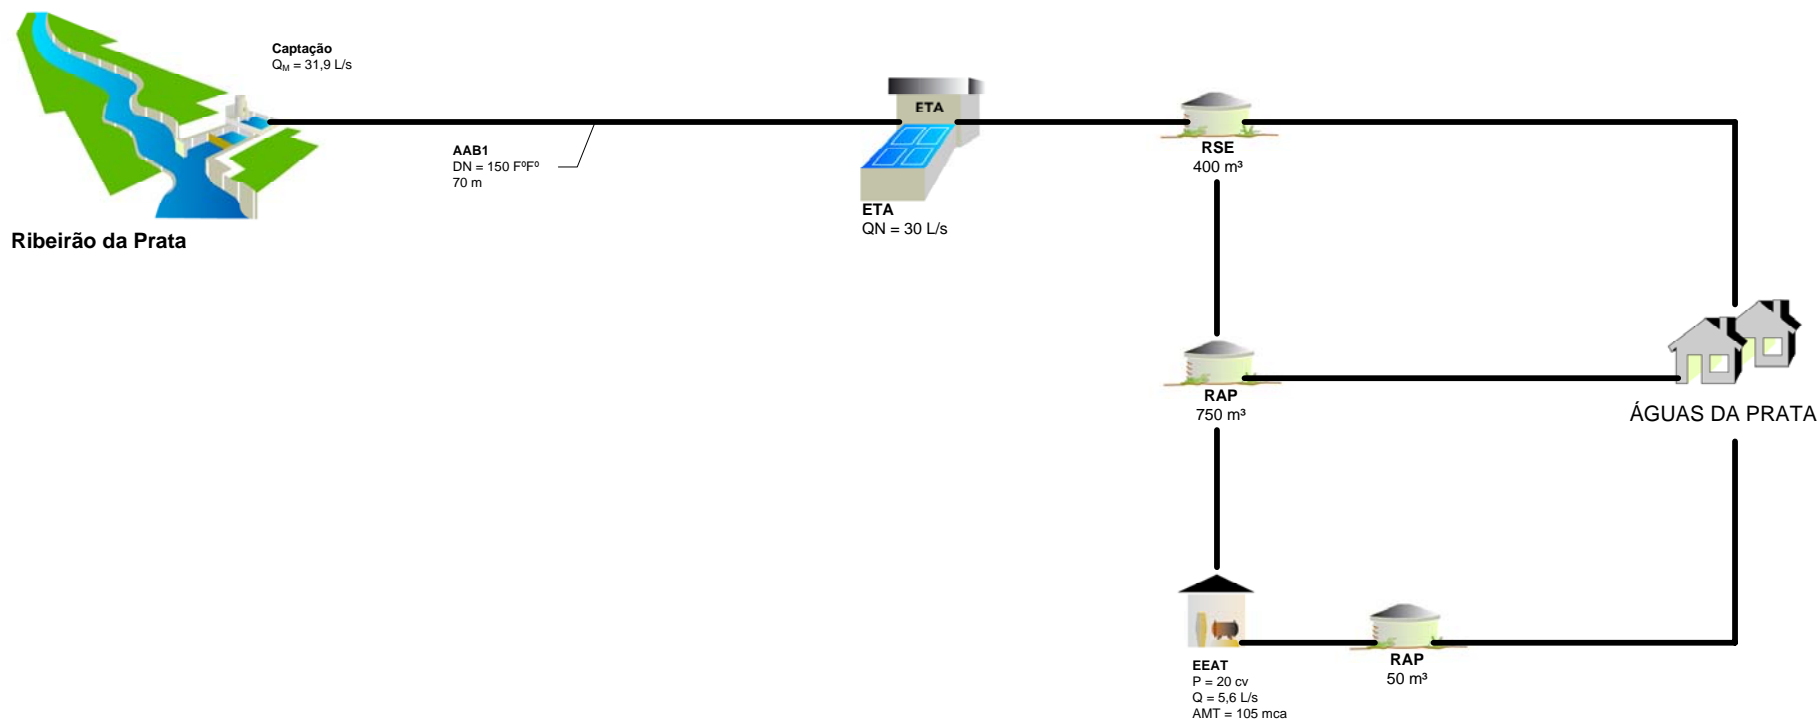 Captação
Qᴍ = 31,9 L/s
Ribeirão da Prata
AAB1
DN = 150 FºFº
70 m
ETA
ETA
QN = 30 L/s
RSE
400 m³
RAP
750 m³
ÁGUAS DA PRATA
EEAT
P = 20 cv
Q = 5,6 L/s
AMT = 105 mca
RAP
50 m³